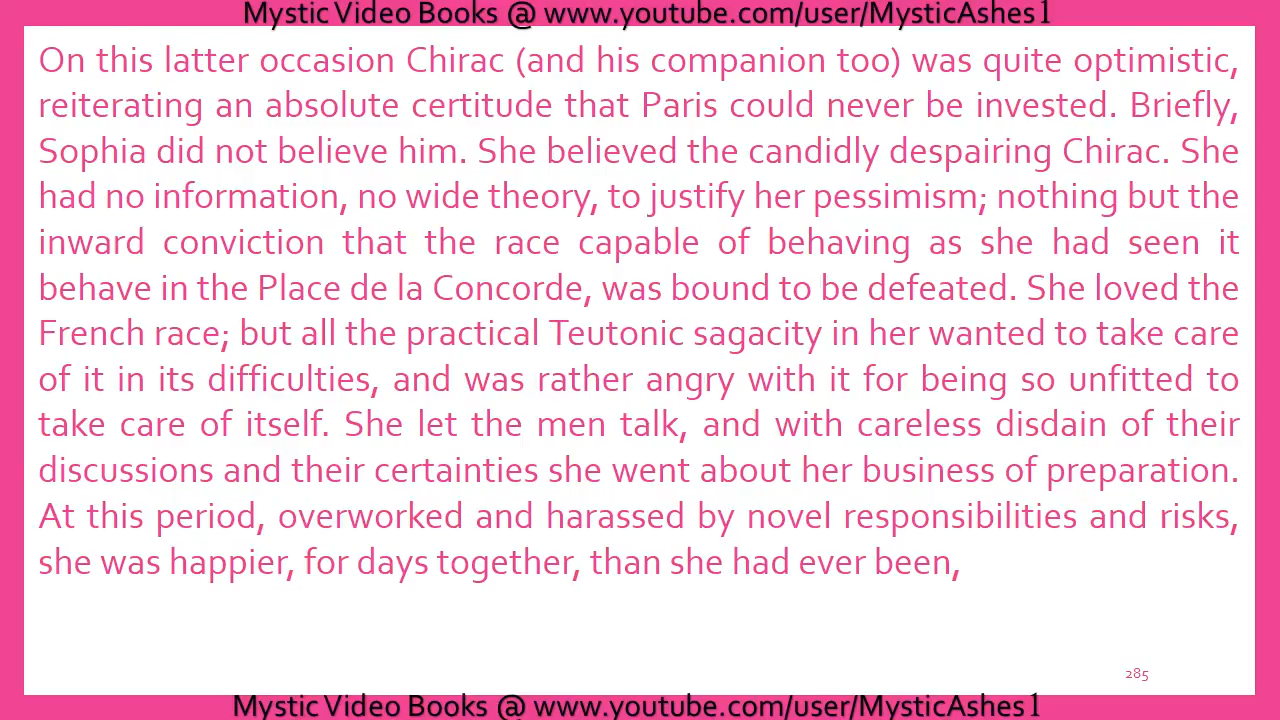 Mystic Video Books @ www.youtube.com/user/MysticAshes1
On this latter occasion Chirac (and his companion too) was quite optimistic,
reiterating an absolute certitude that Paris could never be invested. Briefly,
Sophia did not believe him. She believed the candidly despairing Chirac. She
had no information, no wide theory, to justify her pessimism; nothing but the
inward conviction that the race capable of behaving as she had seen it
behave in the Place de la Concorde, was bound to be defeated. She loved the
French race; but all the practical Teutonic sagacity in her wanted to take care
of it in its difficulties, and was rather angry with it for being so unfitted to
take care of itself. She let the men talk, and with careless disdain of their
discussions and their certainties she went about her business of preparation.
At this period, overworked and harassed by novel responsibilities and risks,
she was happier, for days together, than she had ever been,
285
Mystic Video Books @ www.youtube.com/user/MysticAshes1